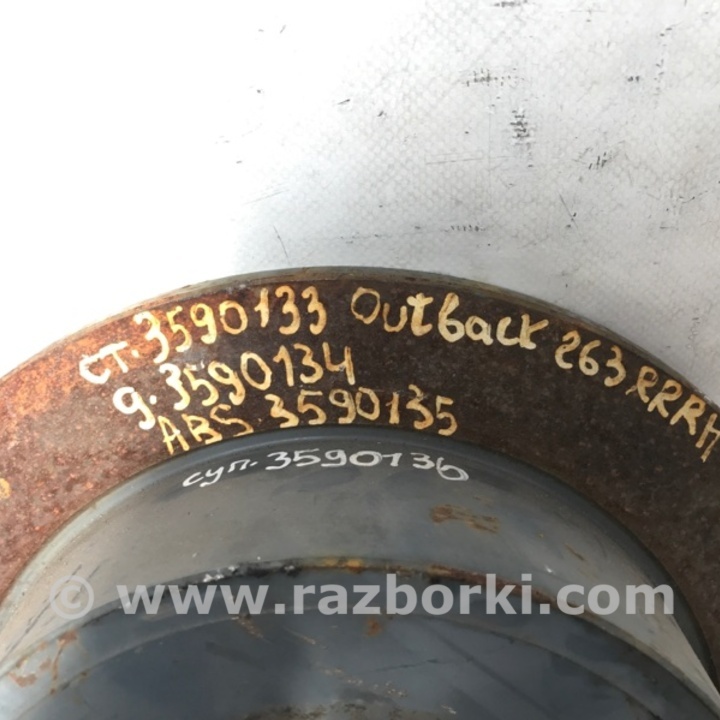 ст. 3590133 Outback 263 RRRH
g. 3590134
ABS 3590135
суп. 3590136
© www.razborki.com